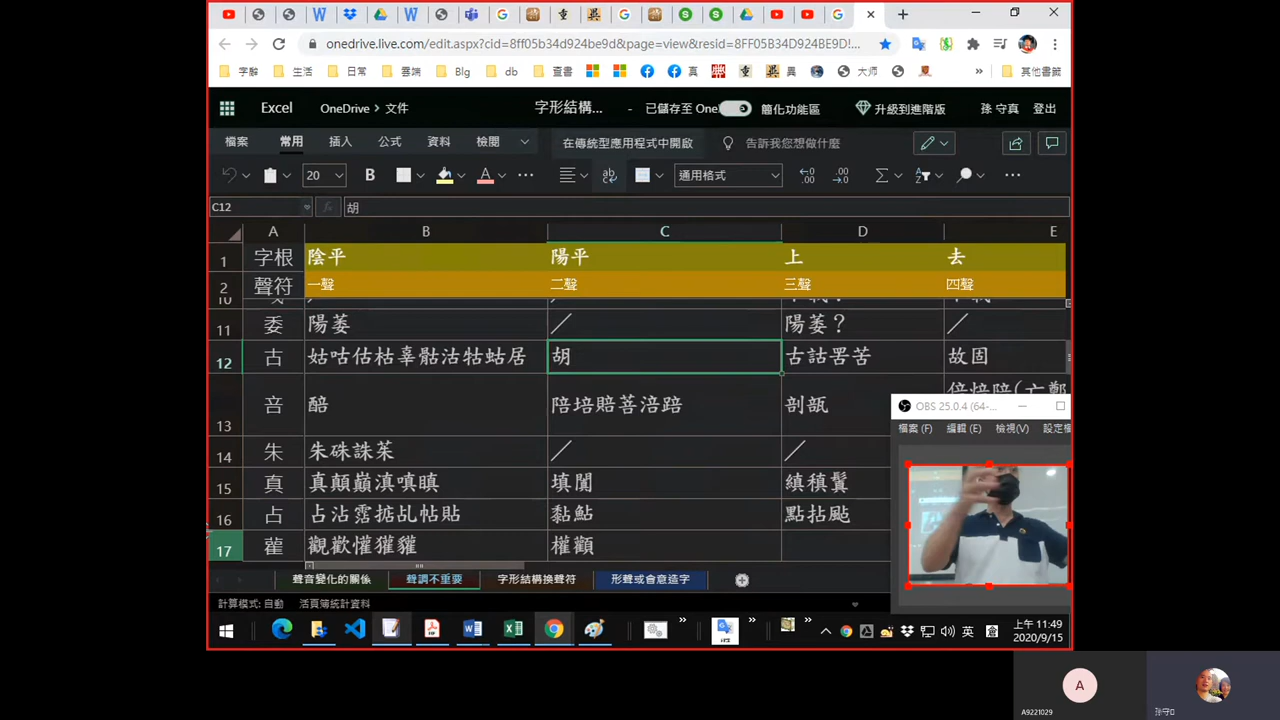 onedrive.live.com/edit.aspx?cid=8ff05b34d924be9d&page=view&resid=8FF05B34D924BE9D!...
字辭 生活 日常 雲端 Blg db 查書 真 異 大师 » 其他書籤
Excel OneDrive > 文件 字形結構... - 已儲存至 One 簡化功能區 升級到進階版 孫 守真 登出
檔案 常用 插入 公式 資料 檢閱 在傳統型應用程式中開啟 告訴我您想做什麼
20 B A 通用格式
C12 胡
A B C D E
1 字根 陰平 陽平 上 去
2 聲符 一聲 二聲 三聲 四聲
11 委 陽萎 ／ 陽萎？ ／
12 古 姑咕估枯辜骷沽牯蛄居 胡 古詁罟苦 故固
13 音 醅 陪培賠菩涪踣 剖瓿
14 朱 朱硃誅茱 ／ ／
15 真 真顛巔滇嗔瞋 填闐 縝稹鬒
16 占 占沾霑掂乩帖貼 黏鮎 點拈颭
17 雚 觀歡懽獾貛 權顴
聲音變化的關係 聲調不重要 字形結構換聲符 形聲或會意造字
計算模式: 自動 活頁簿統計資料
OBS 25.0.4 (64-...
檔案 (F) 編輯 (E) 檢視(V) 設定檔
英
上午 11:49
2020/9/15
A
A9221029